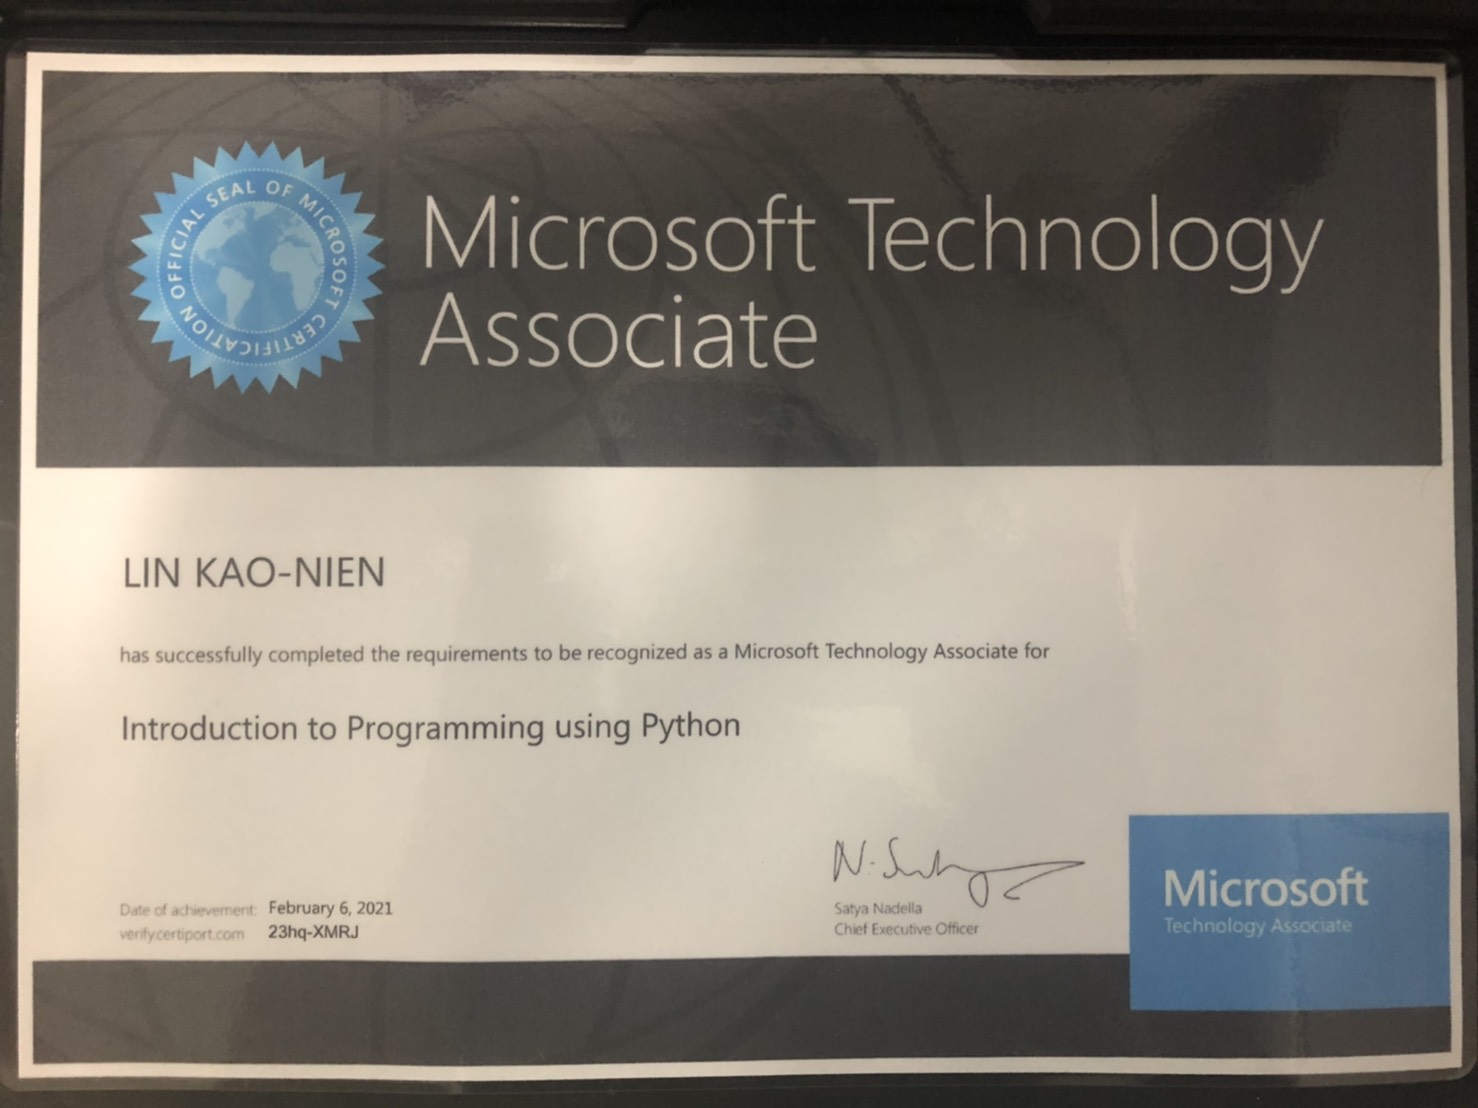 OFFICIAL SEAL OF MICROSOFT CERTIFICATION
Microsoft Technology
Associate
LIN KAO-NIEN
has successfully completed the requirements to be recognized as a Microsoft Technology Associate for
Introduction to Programming using Python
Date of achievement: February 6, 2021
verify.certiport.com 23hq-XMRJ
N. Sadya
Satya Nadella
Chief Executive Officer
Microsoft
Technology Associate